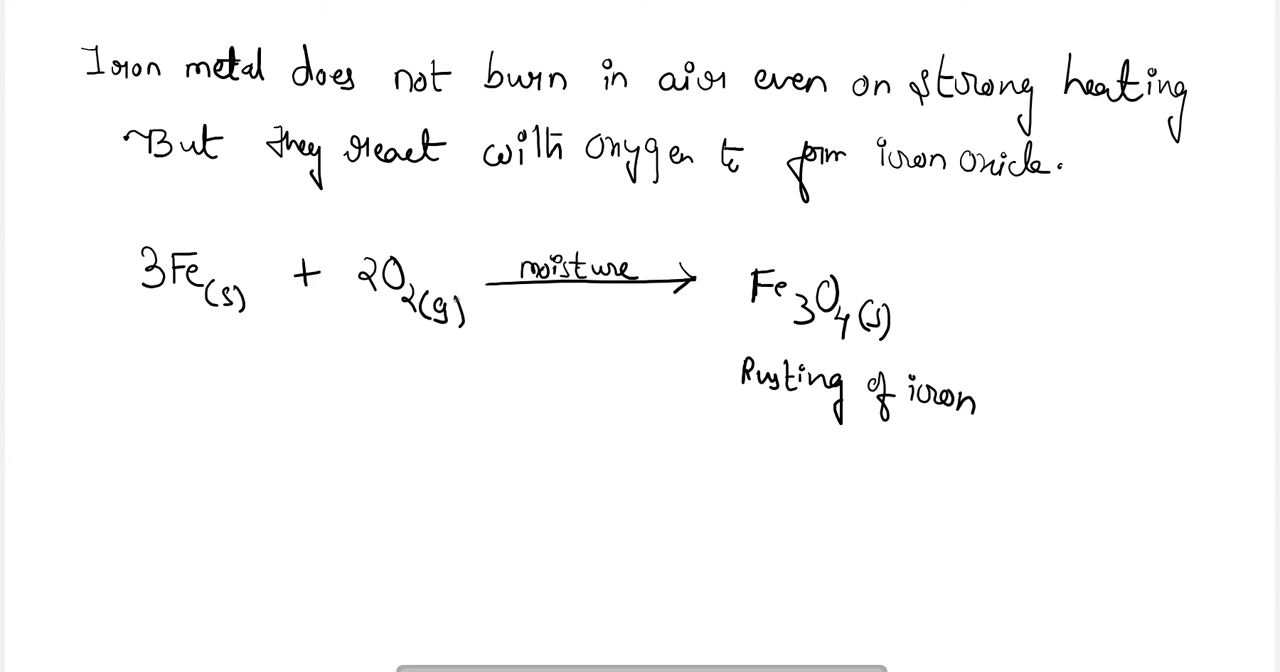 Iron metal does not burn in air even on strong heating
But they react with oxygen to form iron oxide.
3Fe(s) + 2O2(g) moisture → Fe3O4(s)
Rusting of iron